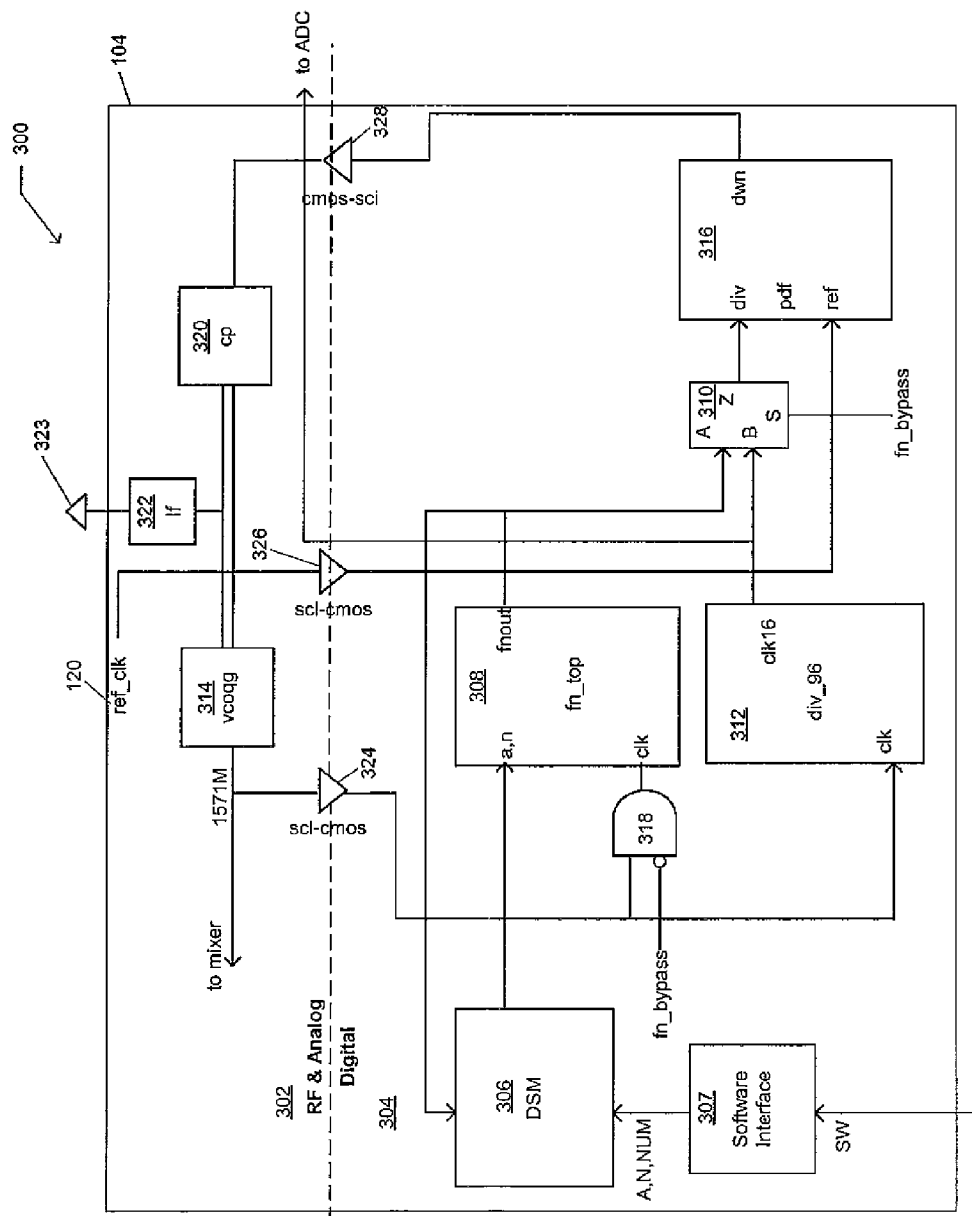 300
104
323
120
ref_clk
322
lf
320
cp
314
vcoqg
1571M
to mixer
to ADC
326
scl-cmos
324
scl-cmos
328
cmos-scl
302
RF & Analog
Digital
304
306
DSM
A,N,NUM
307
Software
Interface
SW
308
fn_top
a,n
clk
fnout
318
fn_bypass
312
div_96
clk16
clk
310
A
B
Z
S
fn_bypass
316
div
pdf
ref
dwn